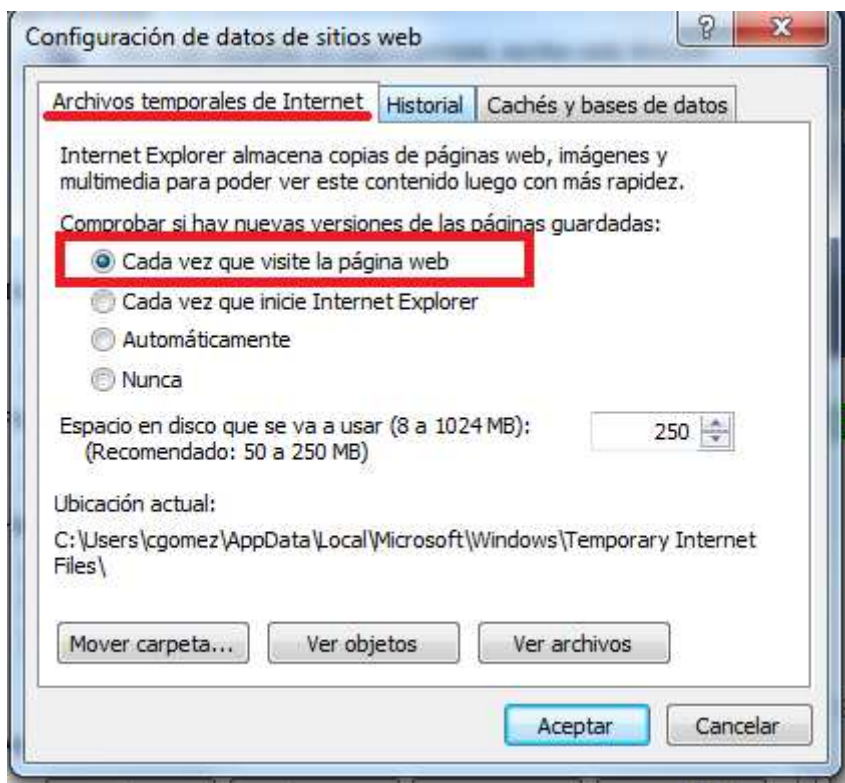 Configuración de datos de sitios web
Archivos temporales de Internet Historial Cachés y bases de datos
Internet Explorer almacena copias de páginas web, imágenes y
multimedia para poder ver este contenido luego con más rapidez.
Comprobar si hay nuevas versiones de las páginas guardadas:
Cada vez que visite la página web
Cada vez que inicie Internet Explorer
Automáticamente
Nunca
Espacio en disco que se va a usar (8 a 1024 MB): 250
(Recomendado: 50 a 250 MB)
Ubicación actual:
C:\Users\cgomez\AppData\Local\Microsoft\Windows\Temporary Internet
Files\
Mover carpeta... Ver objetos Ver archivos
Aceptar Cancelar